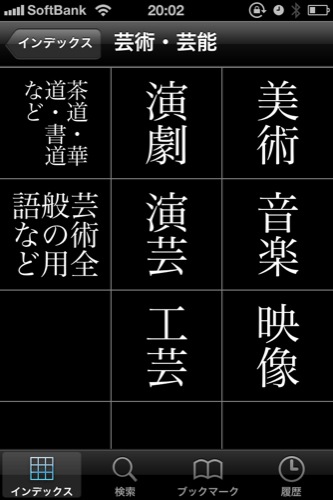 SoftBank 20:02
インデックス
芸術・芸能
美術
音楽
映像
演劇
演芸
工芸
茶道・華
道・書道
など
芸術全
般の用
語など
インデックス
検索
ブックマーク
履歴